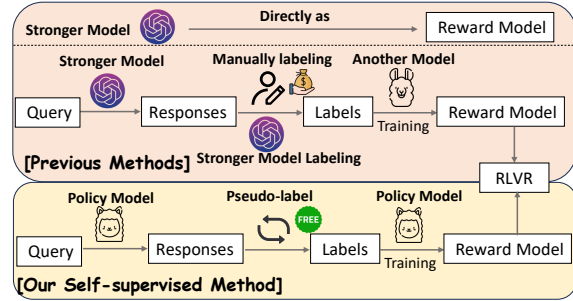 Directly as
Stronger Model
Reward Model
Stronger Model
Manually labeling
Another Model
Query
Responses
Labels
Training
Reward Model
[Previous Methods]
Stronger Model Labeling
RLVR
Policy Model
Pseudo-label
Policy Model
FREE
Query
Responses
Labels
Training
Reward Model
[Our Self-supervised Method]